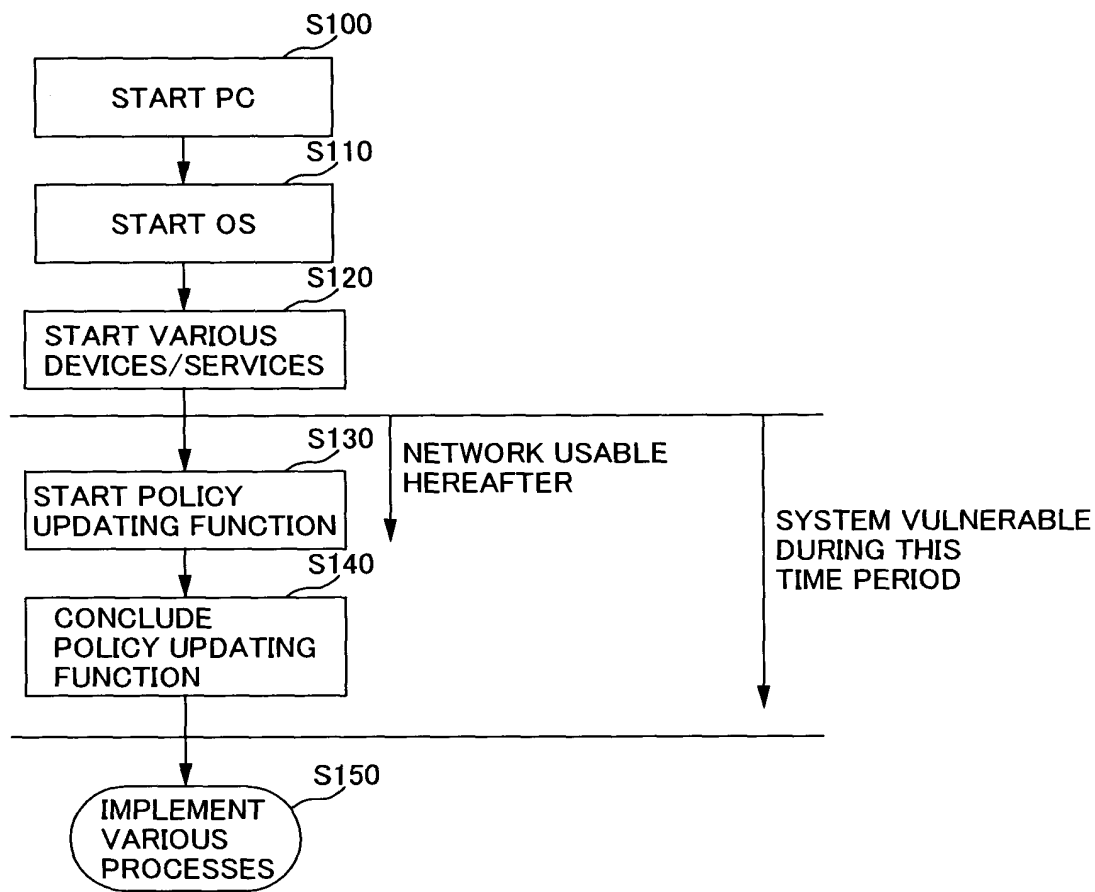 S100
START PC
S110
START OS
S120
START VARIOUS
DEVICES/SERVICES
S130
START POLICY
UPDATING FUNCTION
NETWORK USABLE
HEREAFTER
SYSTEM VULNERABLE
DURING THIS
TIME PERIOD
S140
CONCLUDE
POLICY UPDATING
FUNCTION
S150
IMPLEMENT
VARIOUS
PROCESSES